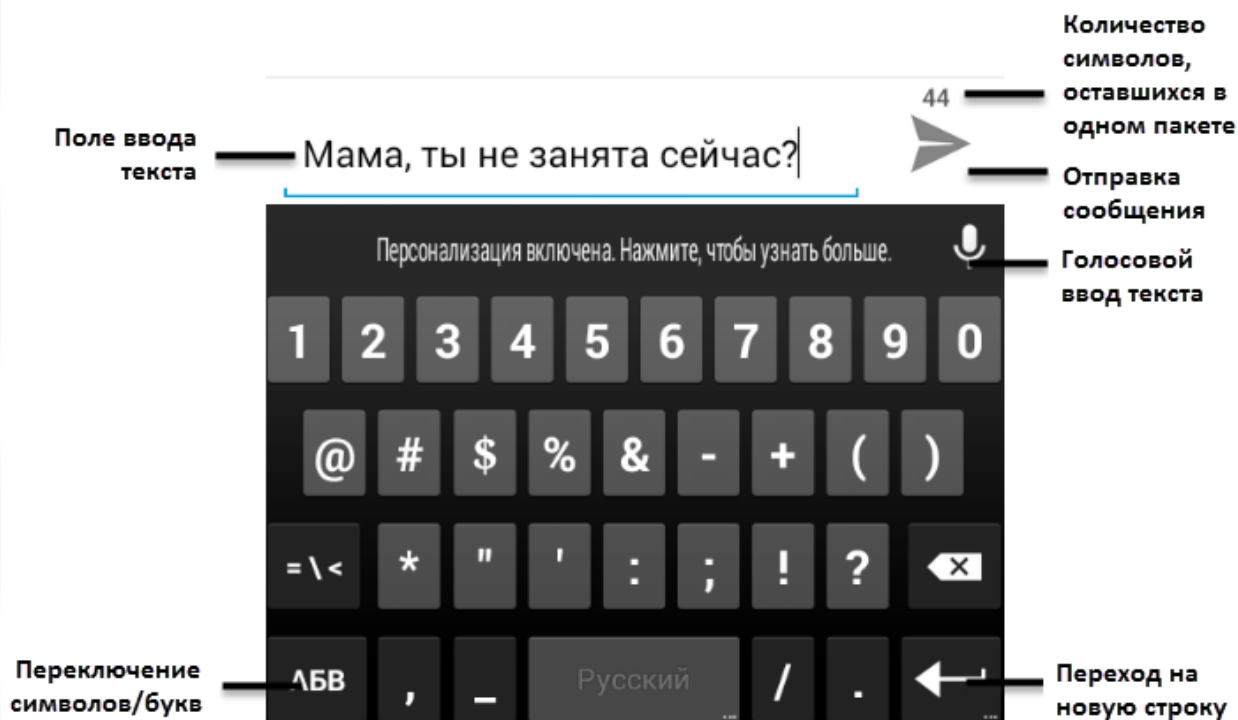 Количество
символов,
оставшихся в
одном пакете
44
Поле ввода
текста
Мама, ты не занята сейчас?
Отправка
сообщения
Персонализация включена. Нажмите, чтобы узнать больше.
Голосовой
ввод текста
1 2 3 4 5 6 7 8 9 0
@ # $ % & - + ( )
= \ < * " ' : ; ! ?
Переключение
символов/букв
АБВ , _ Русский / .
Переход на
новую строку